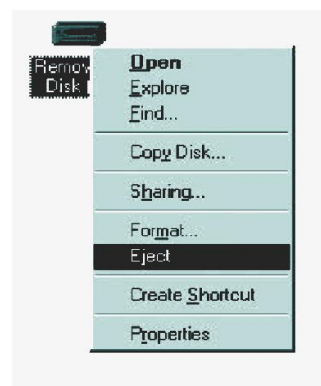 Remov
Disk
Open
Explore
Find...
Copy Disk...
Sharing...
Format...
Eject
Create Shortcut
Properties